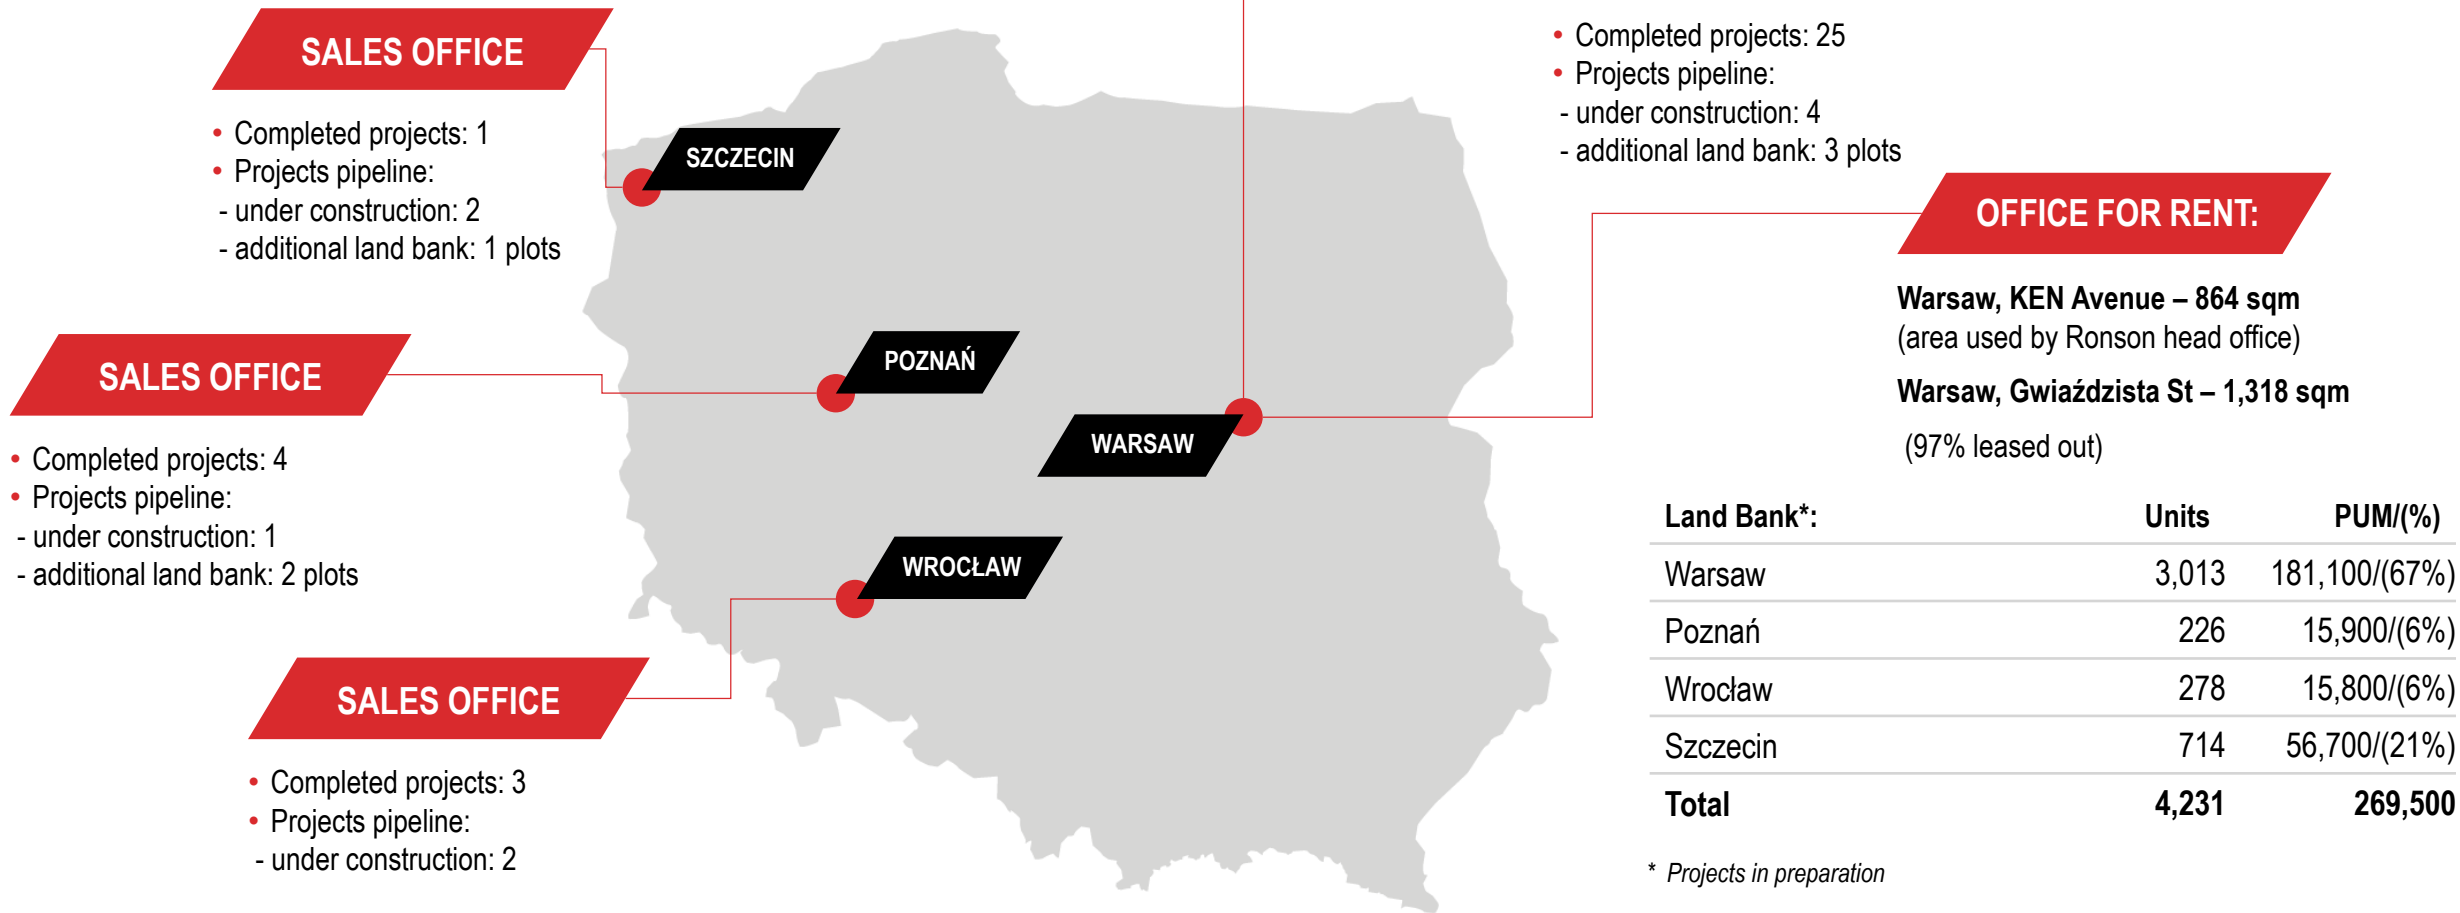 SALES OFFICE
• Completed projects: 1
• Projects pipeline:
- under construction: 2
- additional land bank: 1 plots
SZCZECIN
• Completed projects: 25
• Projects pipeline:
- under construction: 4
- additional land bank: 3 plots
OFFICE FOR RENT:
Warsaw, KEN Avenue – 864 sqm
(area used by Ronson head office)
Warsaw, Gwiaździsta St – 1,318 sqm
(97% leased out)
SALES OFFICE
• Completed projects: 4
• Projects pipeline:
- under construction: 1
- additional land bank: 2 plots
POZNAŃ
WARSAW
WROCŁAW
SALES OFFICE
• Completed projects: 3
• Projects pipeline:
- under construction: 2
Land Bank*: Units PUM/(%)
Warsaw 3,013 181,100/(67%)
Poznań 226 15,900/(6%)
Wrocław 278 15,800/(6%)
Szczecin 714 56,700/(21%)
Total 4,231 269,500
* Projects in preparation